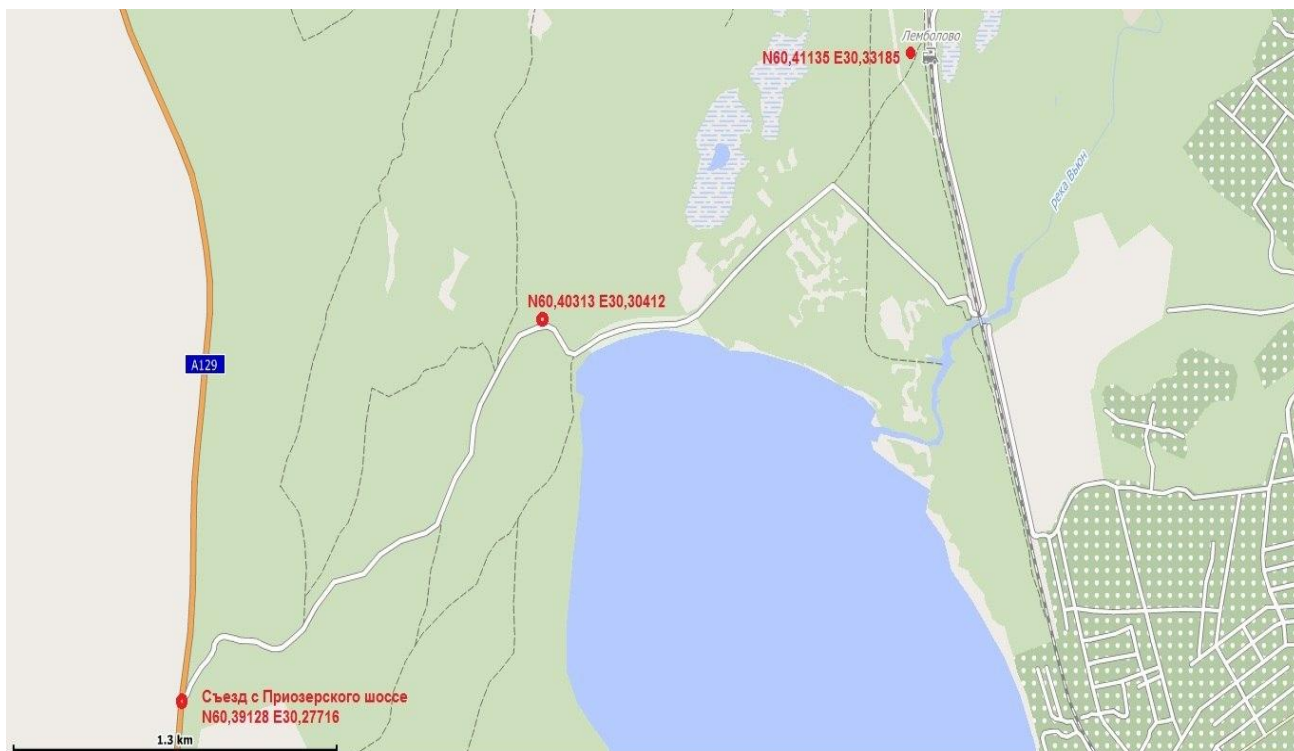 Лемболово
N60,41135 E30,33185
река Вьюн
N60,40313 E30,30412
A129
Съезд с Приозерского шоссе
N60,39128 E30,27716
1.3 km